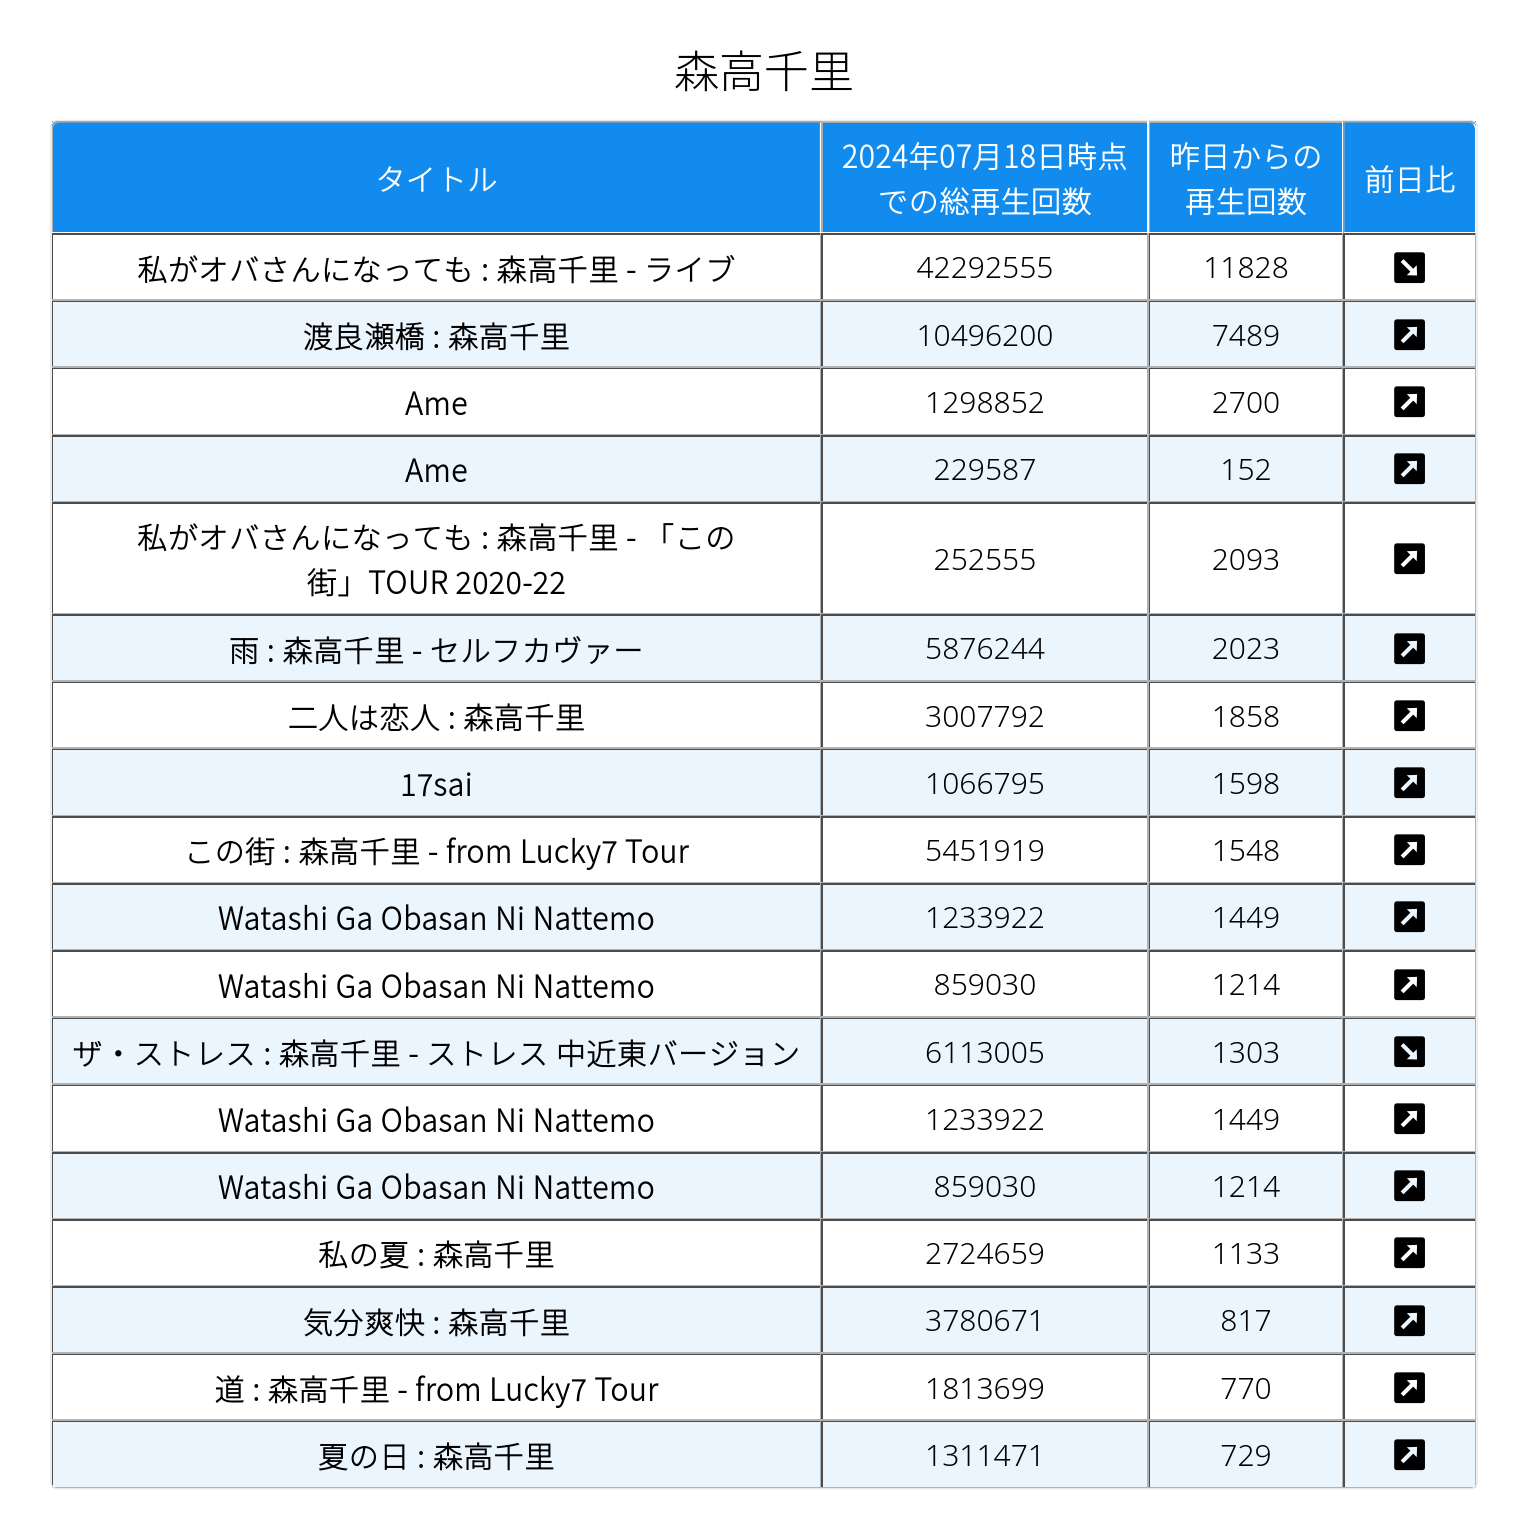 森高千里
タイトル
2024年07月18日時点
での総再生回数
昨日からの
再生回数
前日比
私がオバさんになっても : 森高千里 - ライブ 42292555 11828
渡良瀬橋 : 森高千里 10496200 7489
Ame 1298852 2700
Ame 229587 152
私がオバさんになっても : 森高千里 - 「この
街」TOUR 2020-22 252555 2093
雨 : 森高千里 - セルフカヴァー 5876244 2023
二人は恋人 : 森高千里 3007792 1858
17sai 1066795 1598
この街 : 森高千里 - from Lucky7 Tour 5451919 1548
Watashi Ga Obasan Ni Nattemo 1233922 1449
Watashi Ga Obasan Ni Nattemo 859030 1214
ザ・ストレス : 森高千里 - ストレス 中近東バージョン 6113005 1303
Watashi Ga Obasan Ni Nattemo 1233922 1449
Watashi Ga Obasan Ni Nattemo 859030 1214
私の夏 : 森高千里 2724659 1133
気分爽快 : 森高千里 3780671 817
道 : 森高千里 - from Lucky7 Tour 1813699 770
夏の日 : 森高千里 1311471 729